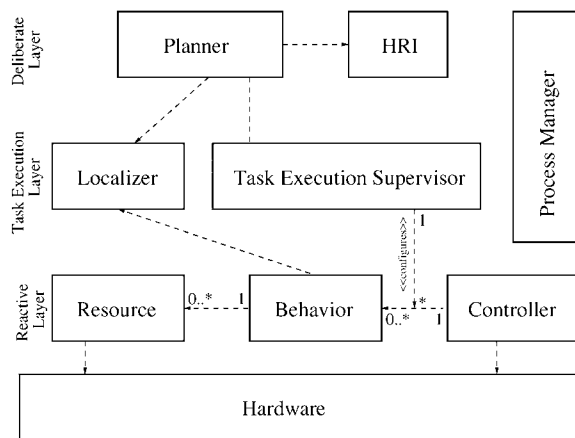 Deliberate
Layer
Planner
HRI
Process Manager
Task Execution
Layer
Localizer
Task Execution Supervisor
1
<<configures>>
Reactive
Layer
Resource
0..*
1
Behavior
*
0..*
1
Controller
Hardware